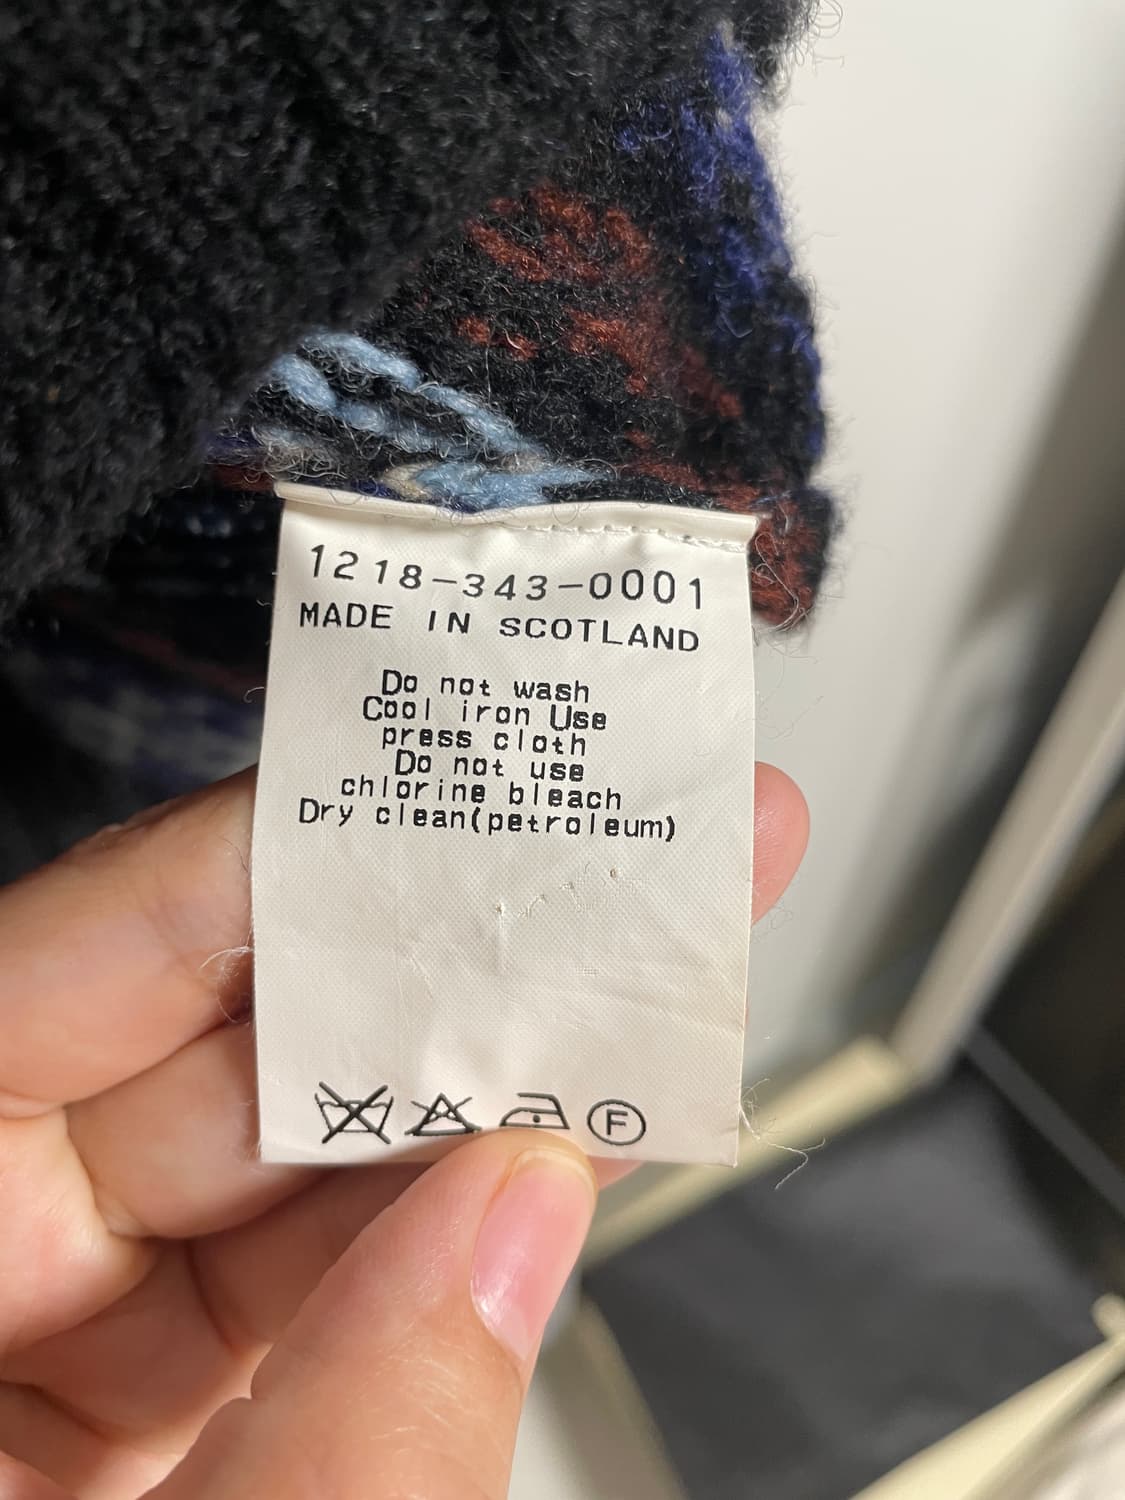 1218-343-0001
MADE IN SCOTLAND
Do not wash
Cool iron Use
press cloth
Do not use
chlorine bleach
Dry clean(petroleum)
F